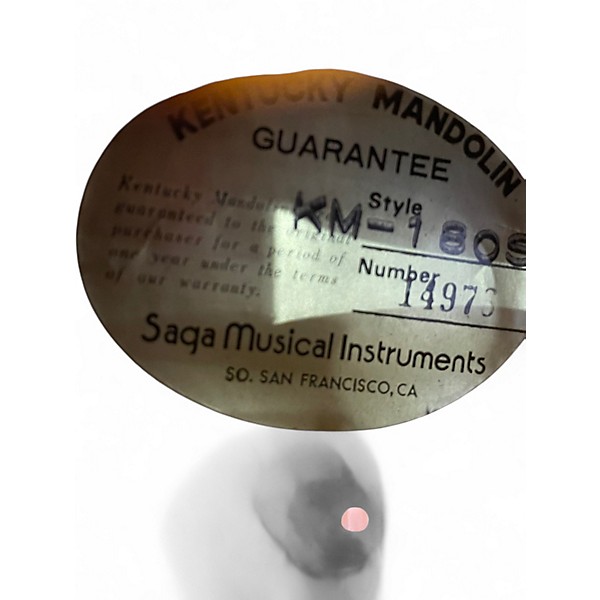 KENTUCKY MANDOLIN
GUARANTEE
Kentucky
guaranteed to the original
purchaser for a period of
one year under the terms
of our warranty.
Style
KM-180S
Number
14973
Saga Musical Instruments
SO. SAN FRANCISCO, CA